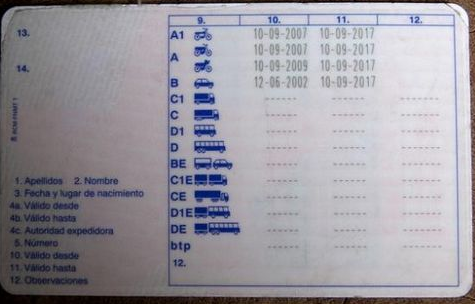 9. 10. 11. 12.
13.
14.
A1 10-09-2007 10-09-2017
A 10-09-2007 10-09-2017
10-09-2009 10-09-2017
B 12-06-2002 10-09-2017
C1 ------ ------ ------
C ------ ------ ------
D1 ------ ------ ------
D ------ ------ ------
BE ------ ------ ------
C1E ------ ------ ------
CE ------ ------ ------
D1E ------ ------ ------
DE ------ ------ ------
btp ------ ------ ------
12.
1. Apellidos 2. Nombre
3. Fecha y lugar de nacimiento
4a. Válido desde
4b. Válido hasta
4c. Autoridad expedidora
5. Número
10. Válido desde
11. Válido hasta
12. Observaciones